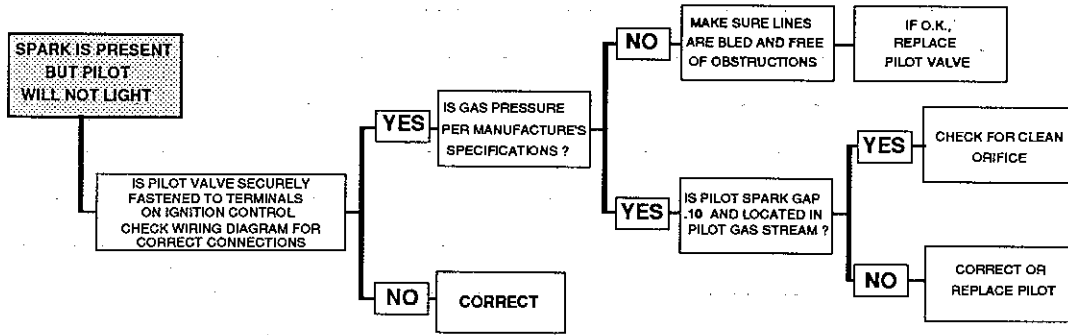 SPARK IS PRESENT
BUT PILOT
WILL NOT LIGHT
IS PILOT VALVE SECURELY
FASTENED TO TERMINALS
ON IGNITION CONTROL
CHECK WIRING DIAGRAM FOR
CORRECT CONNECTIONS
YES
IS GAS PRESSURE
PER MANUFACTURE'S
SPECIFICATIONS ?
NO
MAKE SURE LINES
ARE BLED AND FREE
OF OBSTRUCTIONS
IF O.K.,
REPLACE
PILOT VALVE
YES
IS PILOT SPARK GAP
.10 AND LOCATED IN
PILOT GAS STREAM ?
YES
CHECK FOR CLEAN
ORIFICE
NO
CORRECT OR
REPLACE PILOT
NO
CORRECT